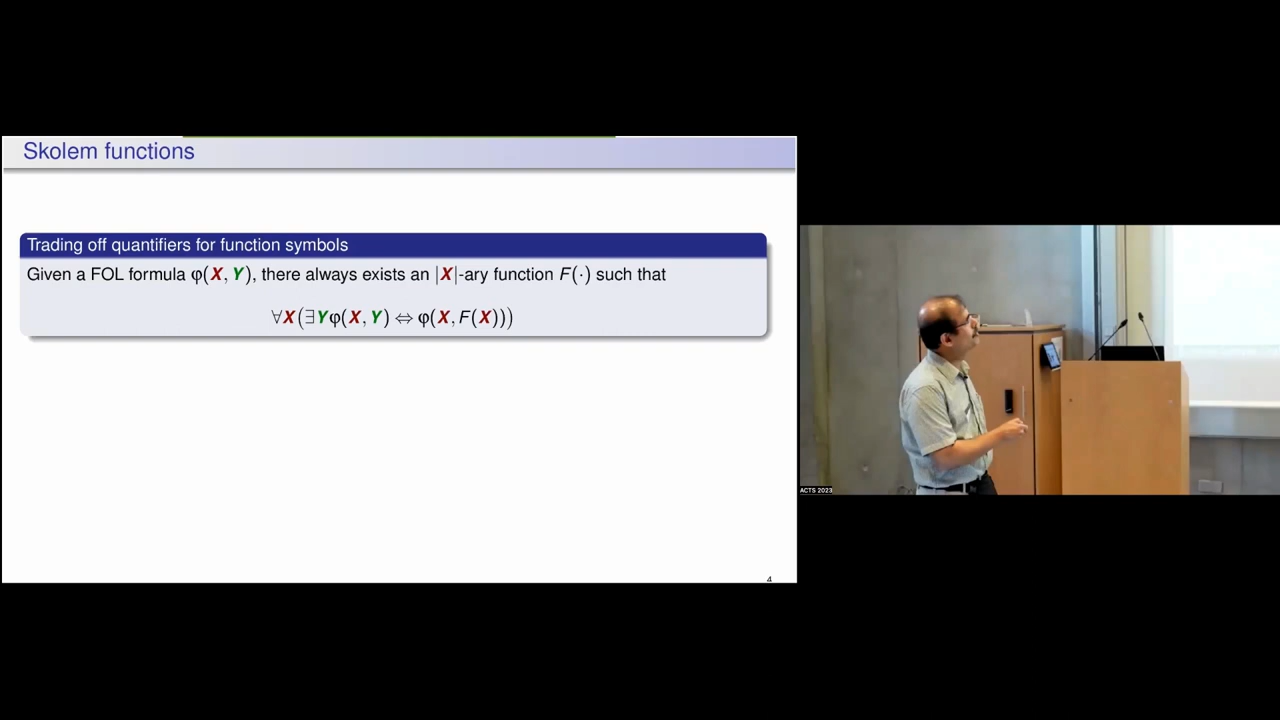 Skolem functions
Trading off quantifiers for function symbols
Given a FOL formula φ(X, Y), there always exists an |X|-ary function F(·) such that
∀X(∃Yφ(X, Y) ⇔ φ(X, F(X)))
4
ACTS 2023